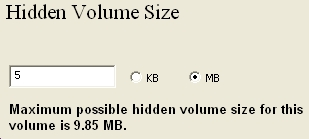 Hidden Volume Size
5 KB MB
Maximum possible hidden volume size for this
volume is 9.85 MB.